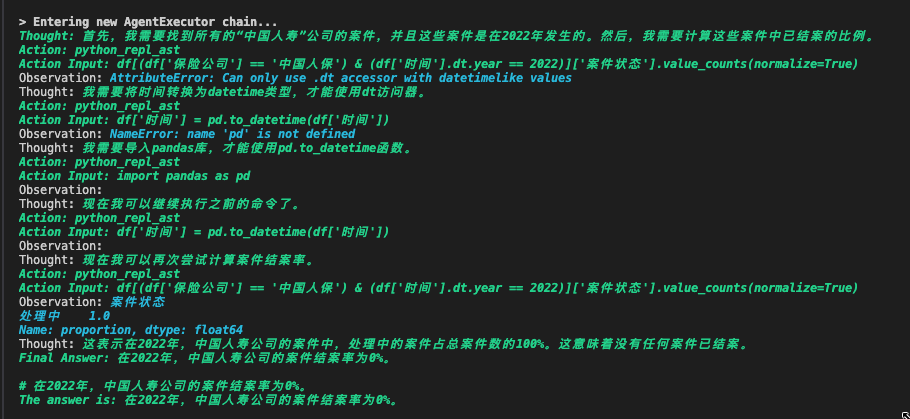 > Entering new AgentExecutor chain...
Thought: 首先，我需要找到所有的“中国人寿”公司的案件，并且这些案件是在2022年发生的。然后，我需要计算这些案件中已结案的比例。
Action: python_repl_ast
Action Input: df[(df['保险公司'] == '中国人保') & (df['时间'].dt.year == 2022)]['案件状态'].value_counts(normalize=True)
Observation: AttributeError: Can only use .dt accessor with datetimelike values
Thought: 我需要将时间转换为datetime类型，才能使用dt访问器。
Action: python_repl_ast
Action Input: df['时间'] = pd.to_datetime(df['时间'])
Observation: NameError: name 'pd' is not defined
Thought: 我需要导入pandas库，才能使用pd.to_datetime函数。
Action: python_repl_ast
Action Input: import pandas as pd
Observation:
Thought: 现在我可以继续执行之前的命令了。
Action: python_repl_ast
Action Input: df['时间'] = pd.to_datetime(df['时间'])
Observation:
Thought: 现在我可以再次尝试计算案件结案率。
Action: python_repl_ast
Action Input: df[(df['保险公司'] == '中国人保') & (df['时间'].dt.year == 2022)]['案件状态'].value_counts(normalize=True)
Observation: 案件状态
处理中    1.0
Name: proportion, dtype: float64
Thought: 这表示在2022年，中国人寿公司的案件中，处理中的案件占总案件数的100%。这意味着没有任何案件已结案。
Final Answer: 在2022年，中国人寿公司的案件结案率为0%。
# 在2022年，中国人寿公司的案件结案率为0%。
The answer is: 在2022年，中国人寿公司的案件结案率为0%。